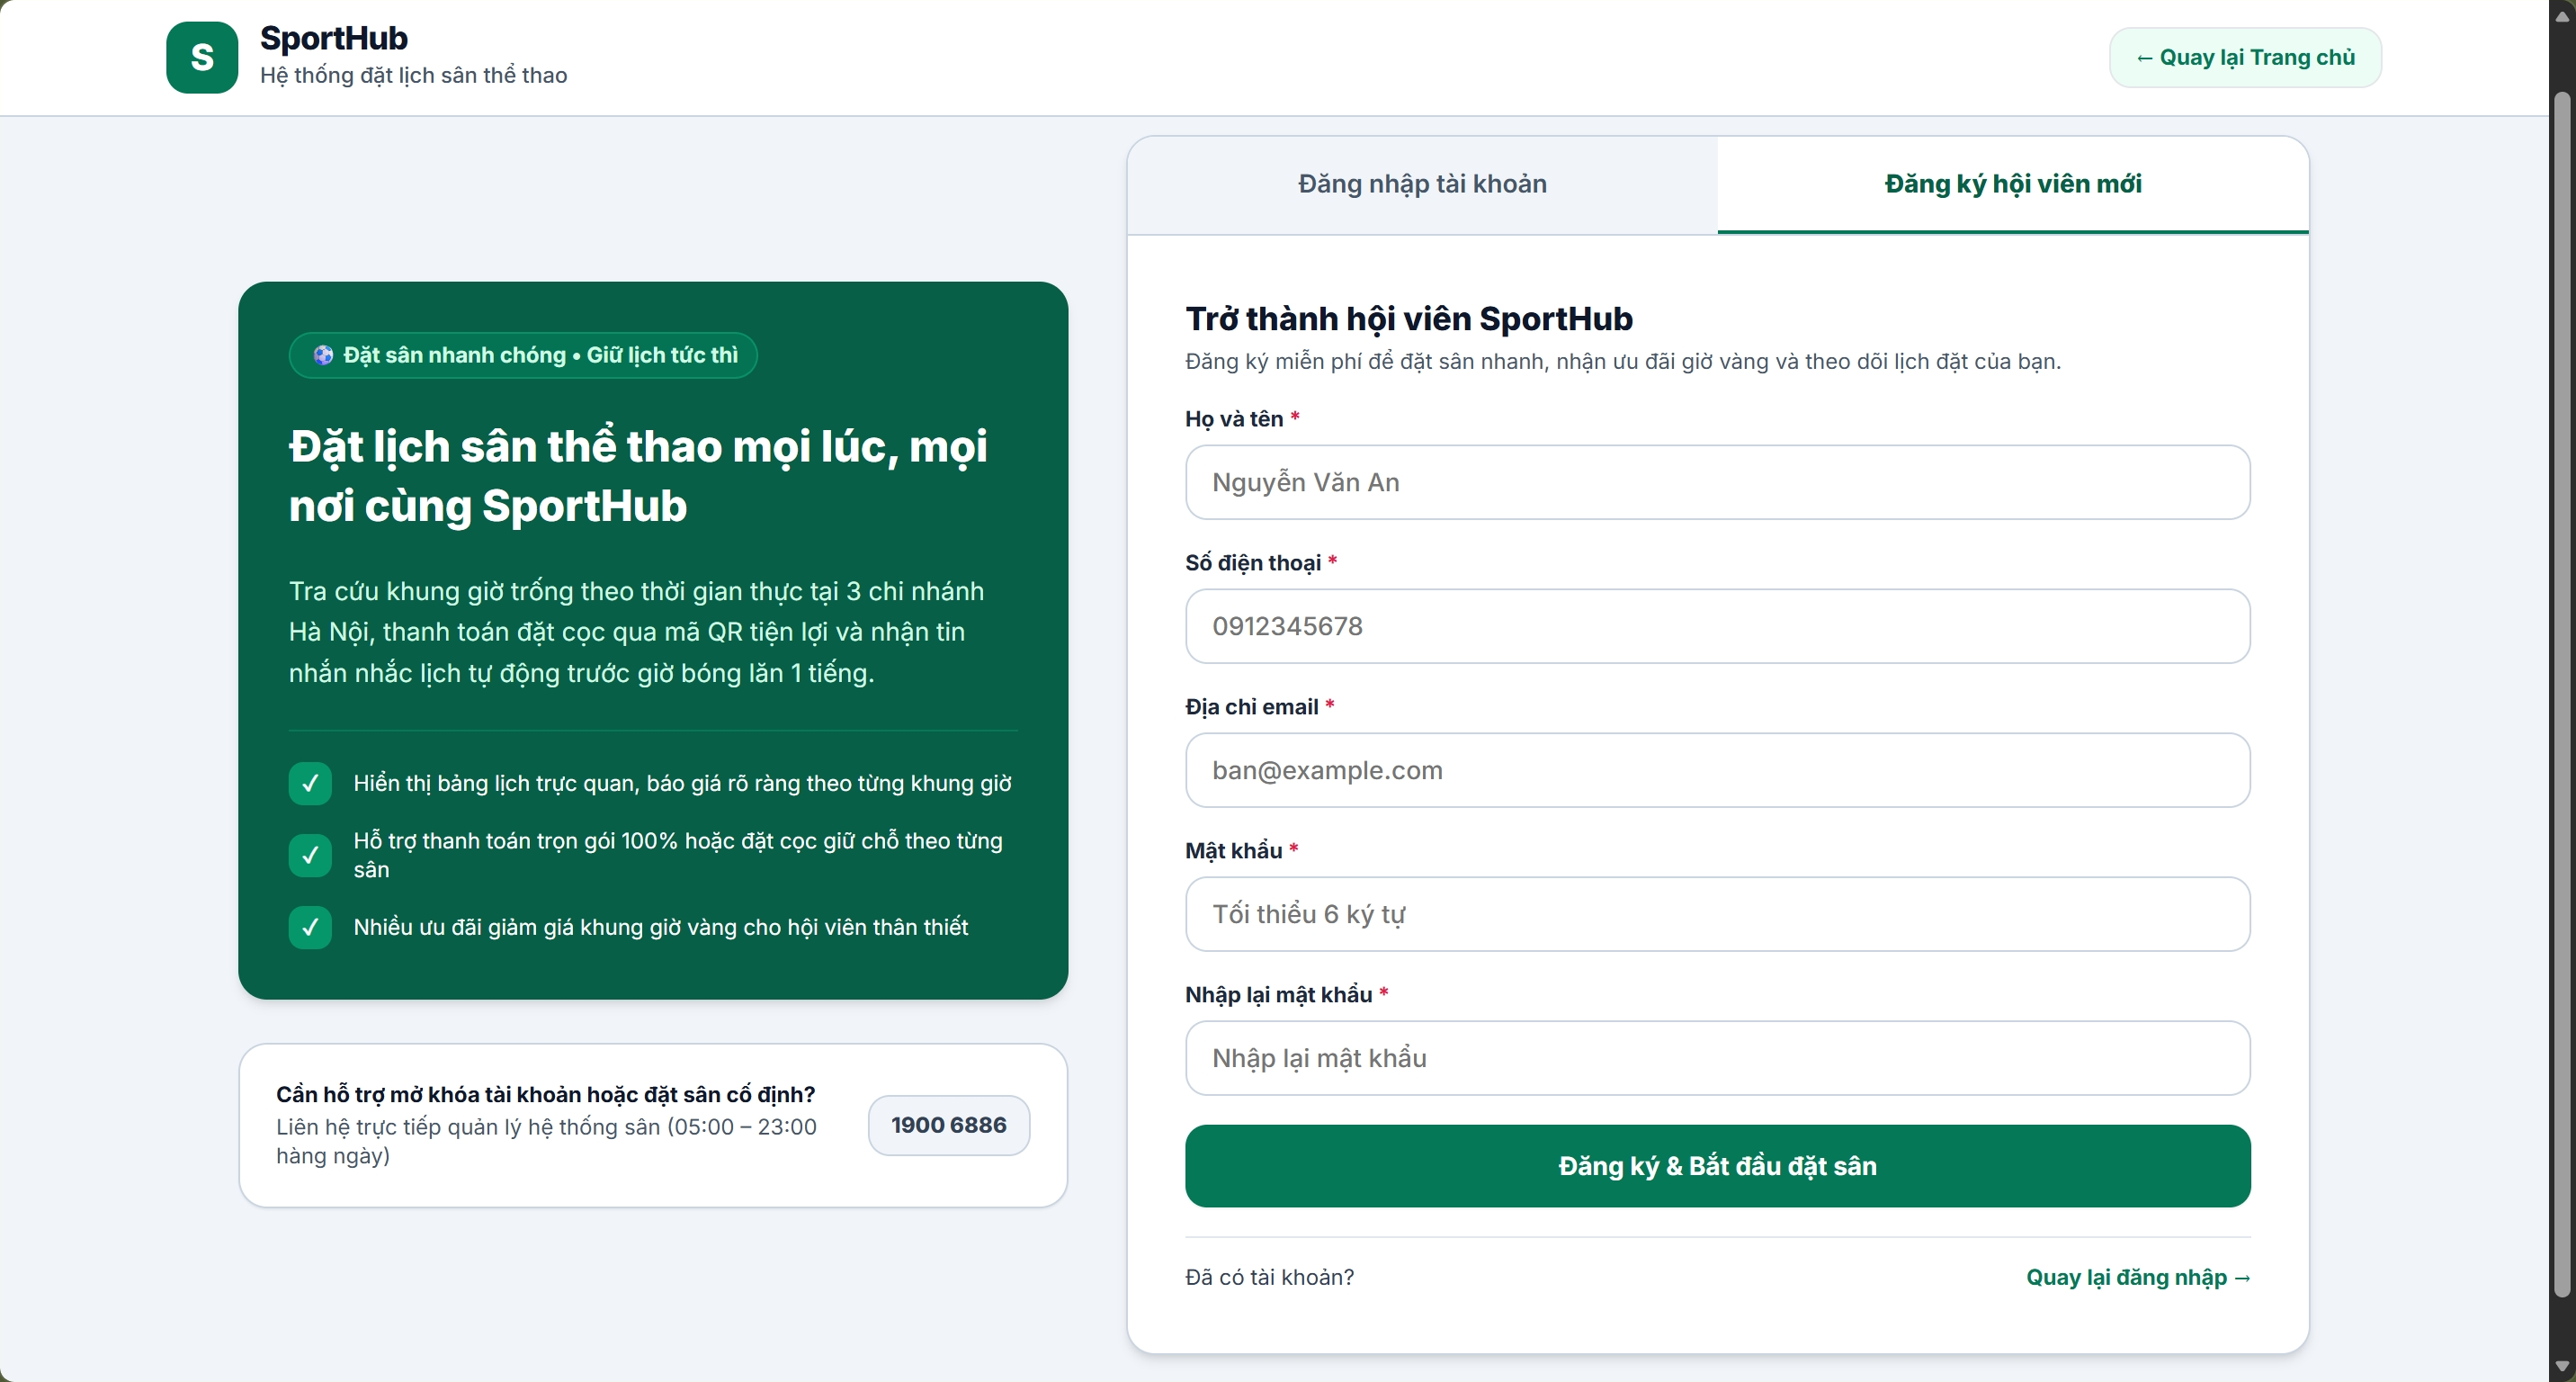 S
SportHub
Hệ thống đặt lịch sân thể thao
← Quay lại Trang chủ
⚽ Đặt sân nhanh chóng • Giữ lịch tức thì
Đặt lịch sân thể thao mọi lúc, mọi
nơi cùng SportHub
Tra cứu khung giờ trống theo thời gian thực tại 3 chi nhánh
Hà Nội, thanh toán đặt cọc qua mã QR tiện lợi và nhận tin
nhắn nhắc lịch tự động trước giờ bóng lăn 1 tiếng.
✓ Hiển thị bảng lịch trực quan, báo giá rõ ràng theo từng khung giờ
✓ Hỗ trợ thanh toán trọn gói 100% hoặc đặt cọc giữ chỗ theo từng
sân
✓ Nhiều ưu đãi giảm giá khung giờ vàng cho hội viên thân thiết
Cần hỗ trợ mở khóa tài khoản hoặc đặt sân cố định?
Liên hệ trực tiếp quản lý hệ thống sân (05:00 – 23:00
hàng ngày)
1900 6886
Đăng nhập tài khoản
Đăng ký hội viên mới
Trở thành hội viên SportHub
Đăng ký miễn phí để đặt sân nhanh, nhận ưu đãi giờ vàng và theo dõi lịch đặt của bạn.
Họ và tên *
Nguyễn Văn An
Số điện thoại *
0912345678
Địa chỉ email *
ban@example.com
Mật khẩu *
Tối thiểu 6 ký tự
Nhập lại mật khẩu *
Nhập lại mật khẩu
Đăng ký & Bắt đầu đặt sân
Đã có tài khoản?
Quay lại đăng nhập →